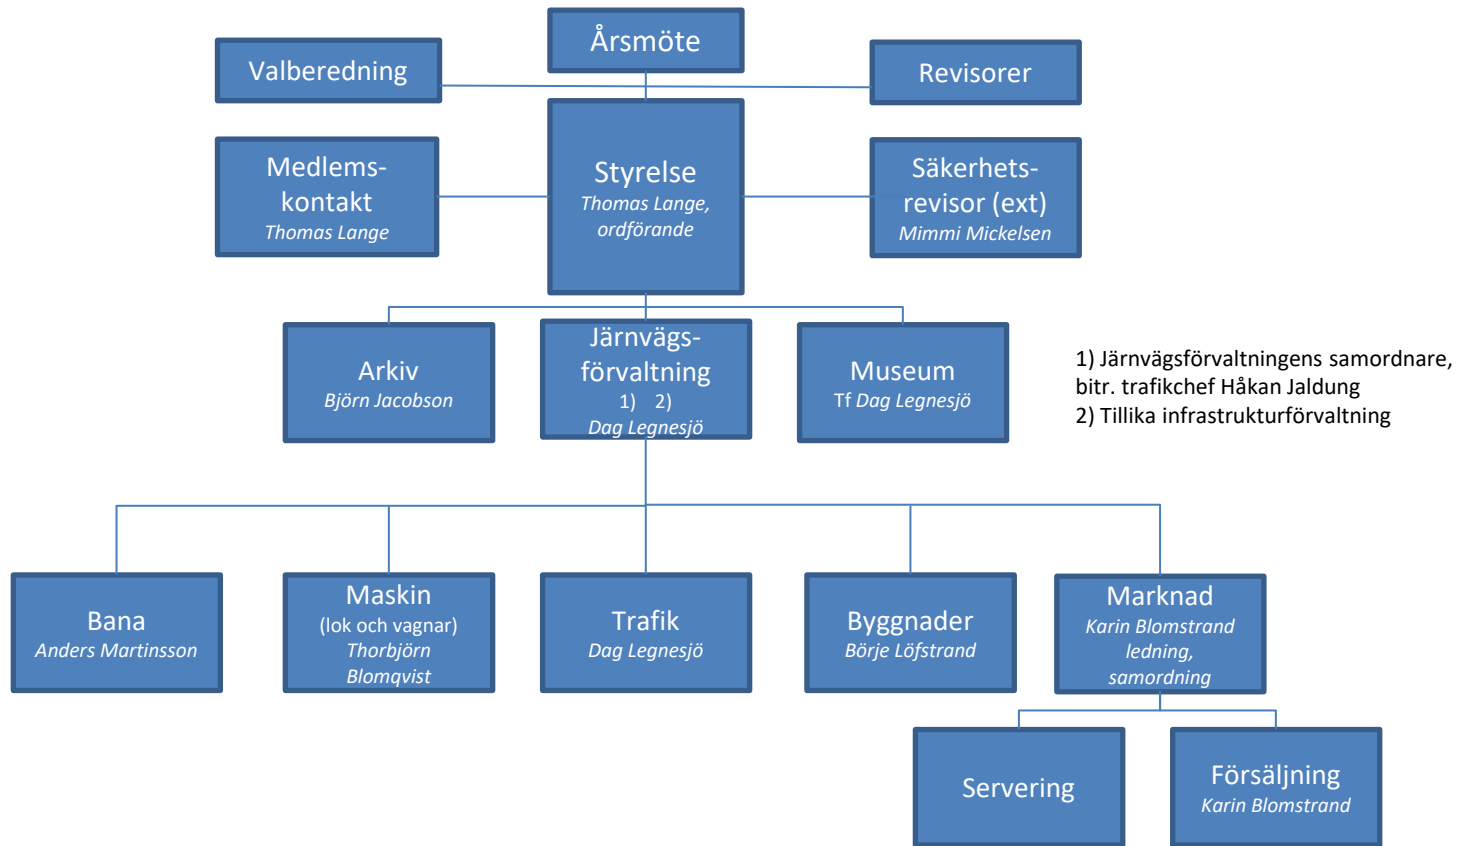 Årsmöte
Valberedning
Revisorer
Medlems-
kontakt
Thomas Lange
Styrelse
Thomas Lange,
ordförande
Säkerhets-
revisor (ext)
Mimmi Mickelsen
Arkiv
Björn Jacobson
Järnvägs-
förvaltning
1) 2)
Dag Legnesjö
Museum
Tf Dag Legnesjö
1) Järnvägsförvaltningens samordnare,
bitr. trafikchef Håkan Jaldung
2) Tillika infrastrukturförvaltning
Bana
Anders Martinsson
Maskin
(lok och vagnar)
Thorbjörn
Blomqvist
Trafik
Dag Legnesjö
Byggnader
Börje Löfstrand
Marknad
Karin Blomstrand
ledning,
samordning
Servering
Försäljning
Karin Blomstrand